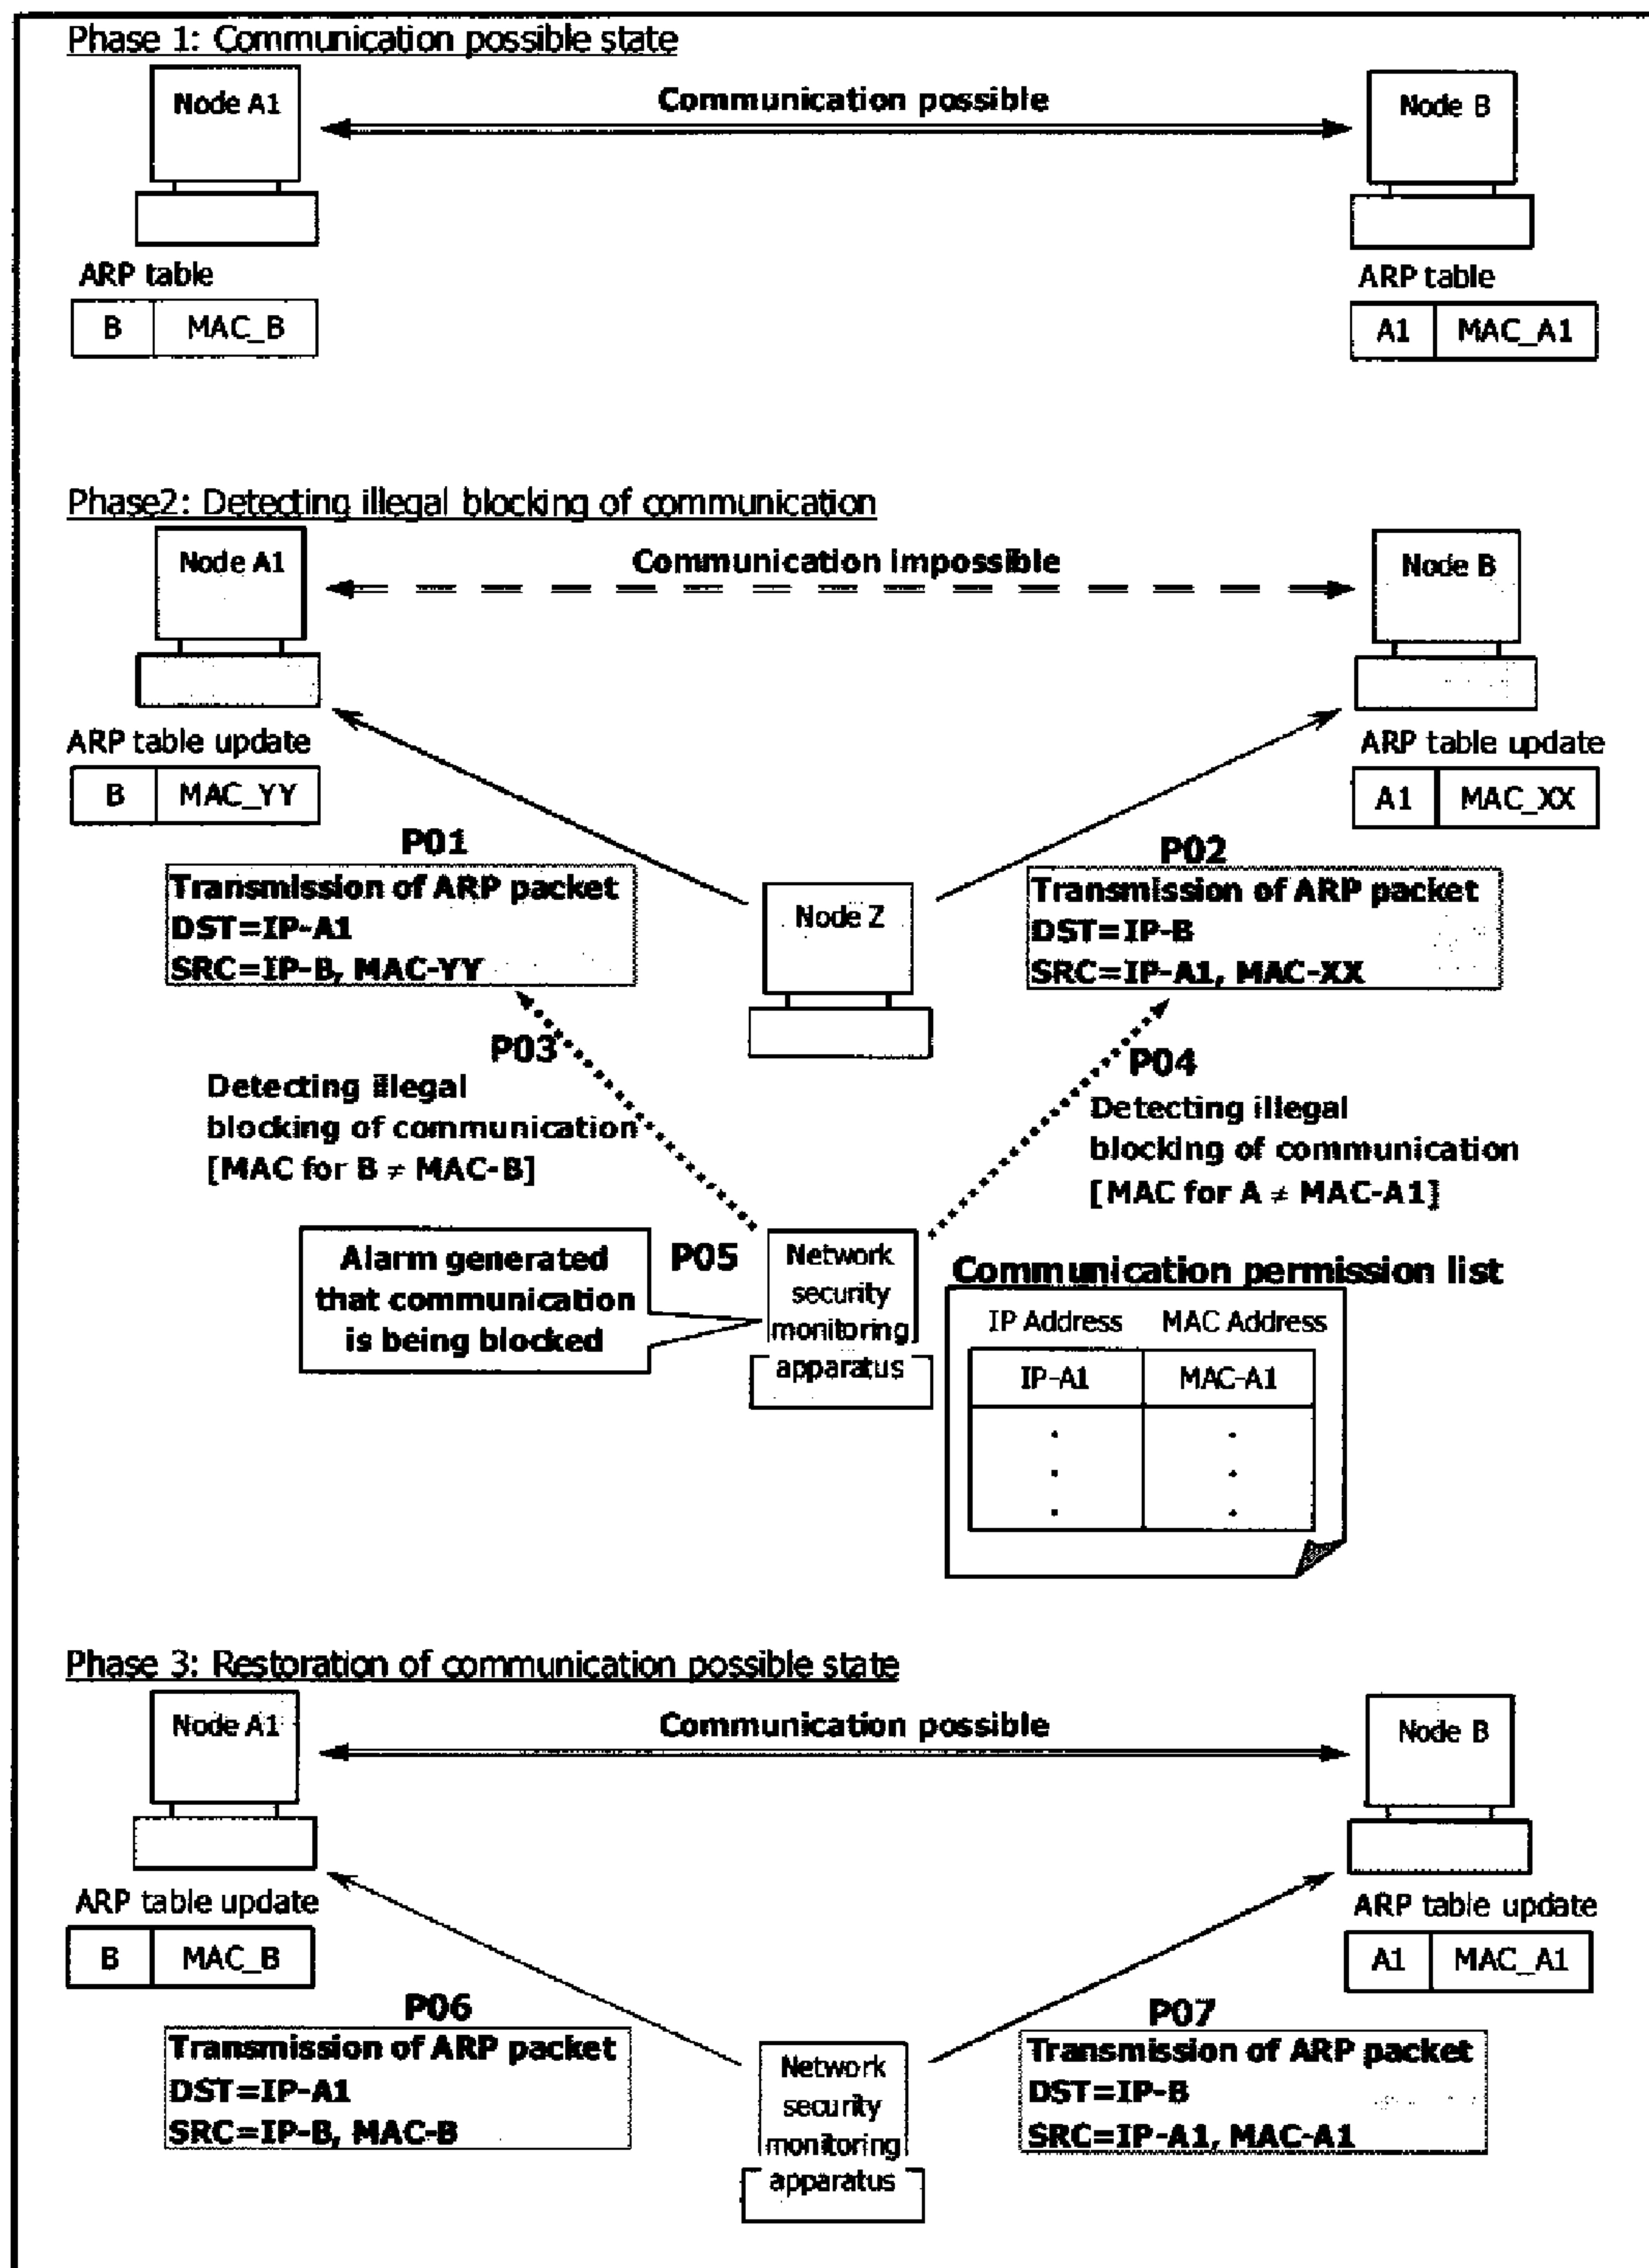 Phase 1: Communication possible state
Node A1
Communication possible
Node B
ARP table
B MAC_B
ARP table
A1 MAC_A1
Phase2: Detecting illegal blocking of communication
Node A1
Communication impossible
Node B
ARP table update
B MAC_YY
ARP table update
A1 MAC_XX
P01
Transmission of ARP packet
DST=IP-A1
SRC=IP-B, MAC-YY
Node Z
P02
Transmission of ARP packet
DST=IP-B
SRC=IP-A1, MAC-XX
P03
Detecting illegal
blocking of communication
[MAC for B ≠ MAC-B]
P04
Detecting illegal
blocking of communication
[MAC for A ≠ MAC-A1]
Alarm generated
that communication
is being blocked
P05
Network
security
monitoring
apparatus
Communication permission list
IP Address MAC Address
IP-A1 MAC-A1
Phase 3: Restoration of communication possible state
Node A1
Communication possible
Node B
ARP table update
B MAC_B
ARP table update
A1 MAC_A1
P06
Transmission of ARP packet
DST=IP-A1
SRC=IP-B, MAC-B
Network
security
monitoring
apparatus
P07
Transmission of ARP packet
DST=IP-B
SRC=IP-A1, MAC-A1